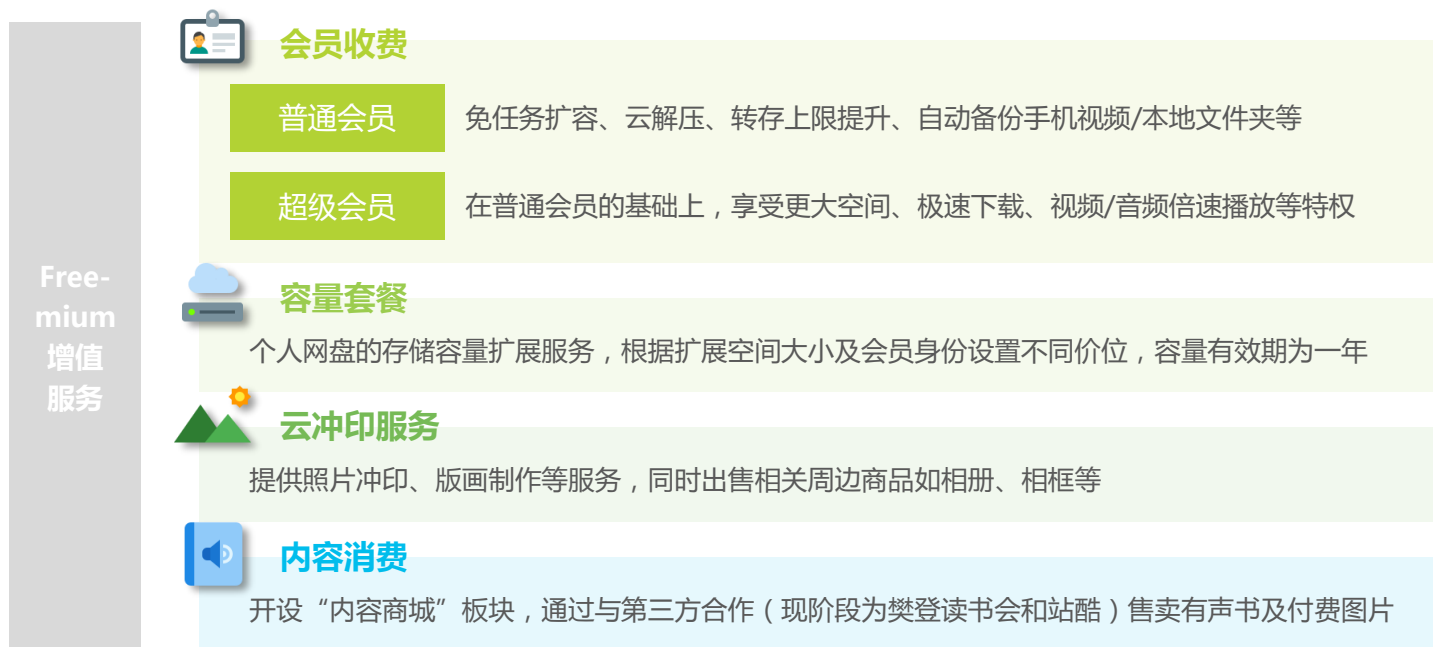 Free-
mium
增值
服务
会员收费
普通会员
免任务扩容、云解压、转存上限提升、自动备份手机视频/本地文件夹等
超级会员
在普通会员的基础上，享受更大空间、极速下载、视频/音频倍速播放等特权
容量套餐
个人网盘的存储容量扩展服务，根据扩展空间大小及会员身份设置不同价位，容量有效期为一年
云冲印服务
提供照片冲印、版画制作等服务，同时出售相关周边商品如相册、相框等
内容消费
开设“内容商城”板块，通过与第三方合作（现阶段为樊登读书会和站酷）售卖有声书及付费图片